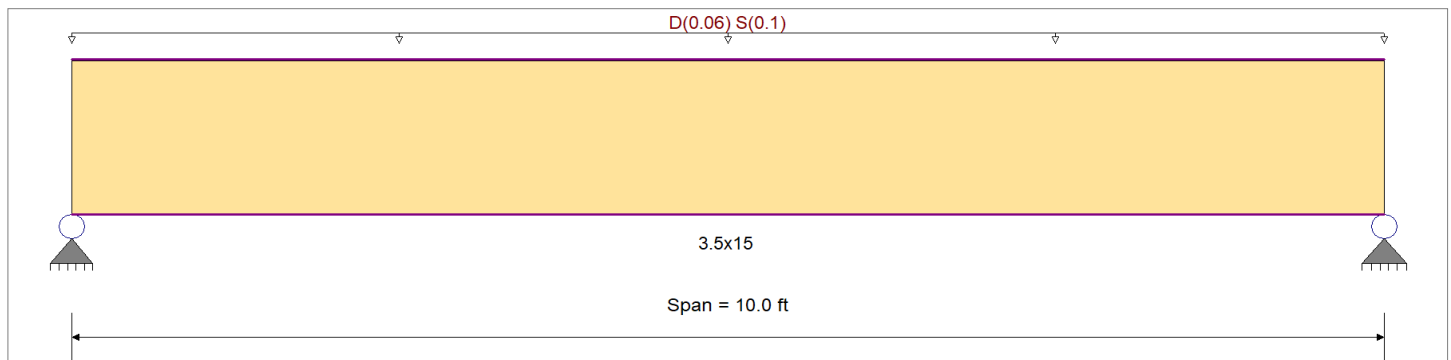 D(0.06) S(0.1)
3.5x15
Span = 10.0 ft